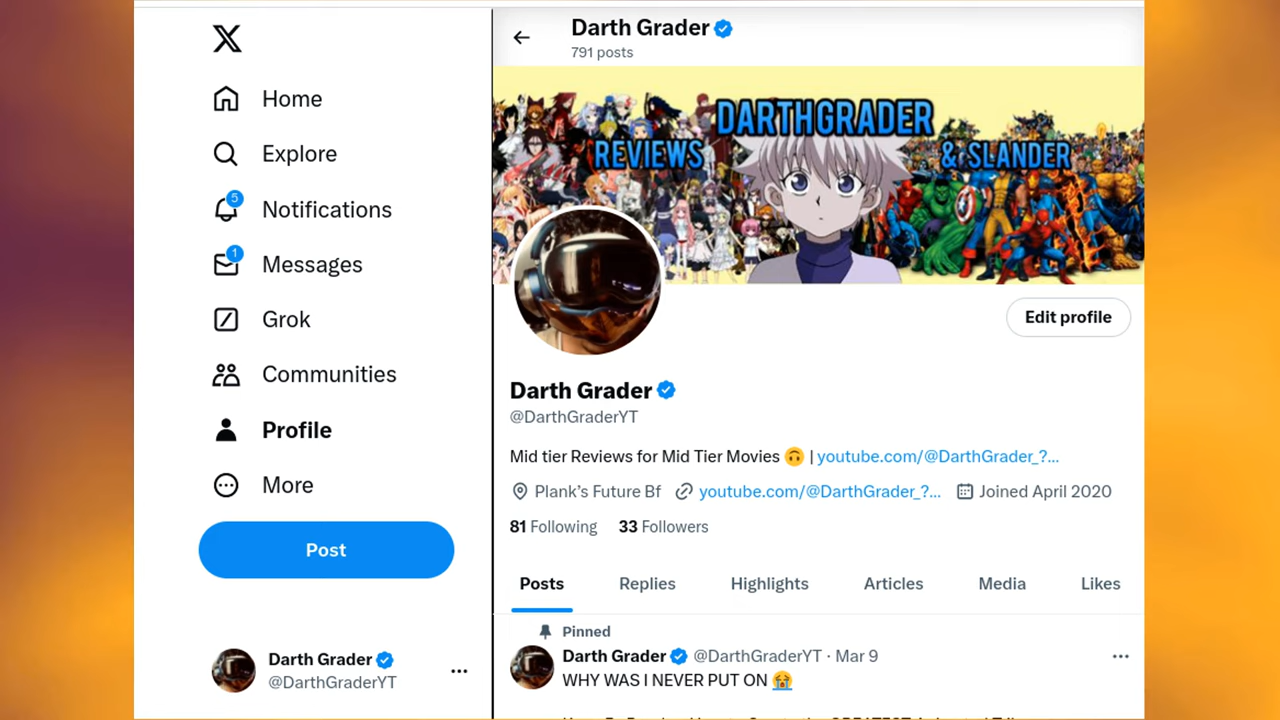 Darth Grader
791 posts
DARTHGRADER
REVIEWS
& SLANDER
Home
Explore
5
Notifications
1
Messages
Grok
Communities
Profile
More
Post
Darth Grader
@DarthGraderYT
Edit profile
Darth Grader
@DarthGraderYT
Mid tier Reviews for Mid Tier Movies 🙃 | youtube.com/@DarthGrader_?...
Plank's Future Bf youtube.com/@DarthGrader_?... Joined April 2020
81 Following 33 Followers
Posts Replies Highlights Articles Media Likes
Pinned
Darth Grader @DarthGraderYT · Mar 9
WHY WAS I NEVER PUT ON 😭